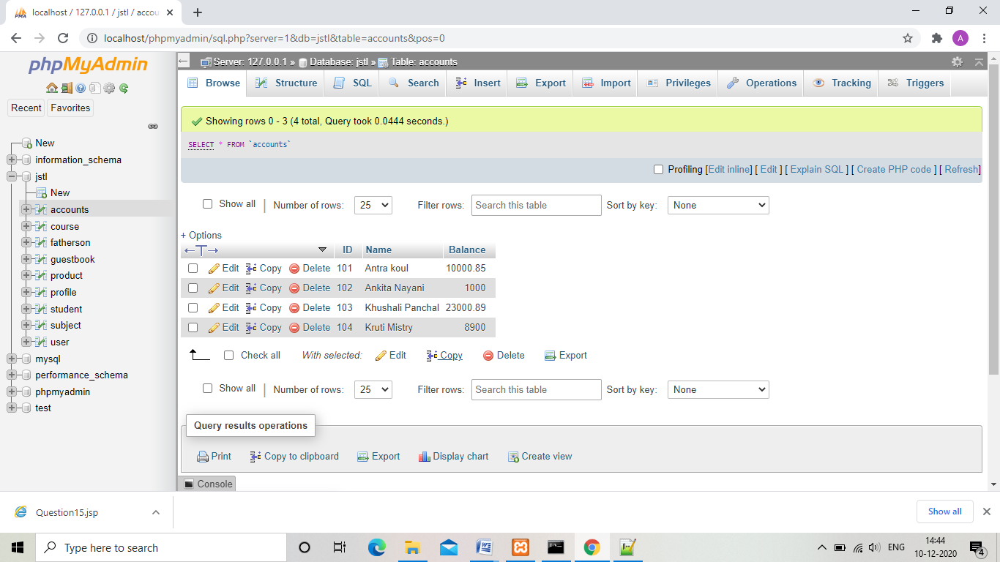 localhost / 127.0.0.1 / jstl / accou
localhost/phpmyadmin/sql.php?server=1&db=jstl&table=accounts&pos=0
A
phpMyAdmin
Recent Favorites
New
information_schema
jstl
New
accounts
course
fatherson
guestbook
product
profile
student
subject
user
mysql
performance_schema
phpmyadmin
test
Server: 127.0.0.1 » Database: jstl » Table: accounts
Browse Structure SQL Search Insert Export Import Privileges Operations Tracking Triggers
Showing rows 0 - 3 (4 total, Query took 0.0444 seconds.)
SELECT * FROM `accounts`
Profiling [Edit inline] [ Edit ] [ Explain SQL ] [ Create PHP code ] [ Refresh]
Show all | Number of rows: 25 Filter rows: Search this table Sort by key: None
+ Options
←T→ ID Name Balance
Edit Copy Delete 101 Antra koul 10000.85
Edit Copy Delete 102 Ankita Nayani 1000
Edit Copy Delete 103 Khushali Panchal 23000.89
Edit Copy Delete 104 Kruti Mistry 8900
Check all With selected: Edit Copy Delete Export
Show all | Number of rows: 25 Filter rows: Search this table Sort by key: None
Query results operations
Print Copy to clipboard Export Display chart Create view
Console
Question15.jsp
Show all
Type here to search
ENG
14:44
10-12-2020
4